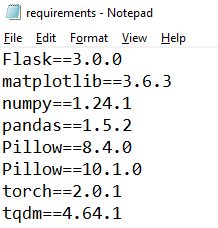 requirements - Notepad
File Edit Format View Help
Flask==3.0.0
matplotlib==3.6.3
numpy==1.24.1
pandas==1.5.2
Pillow==8.4.0
Pillow==10.1.0
torch==2.0.1
tqdm==4.64.1